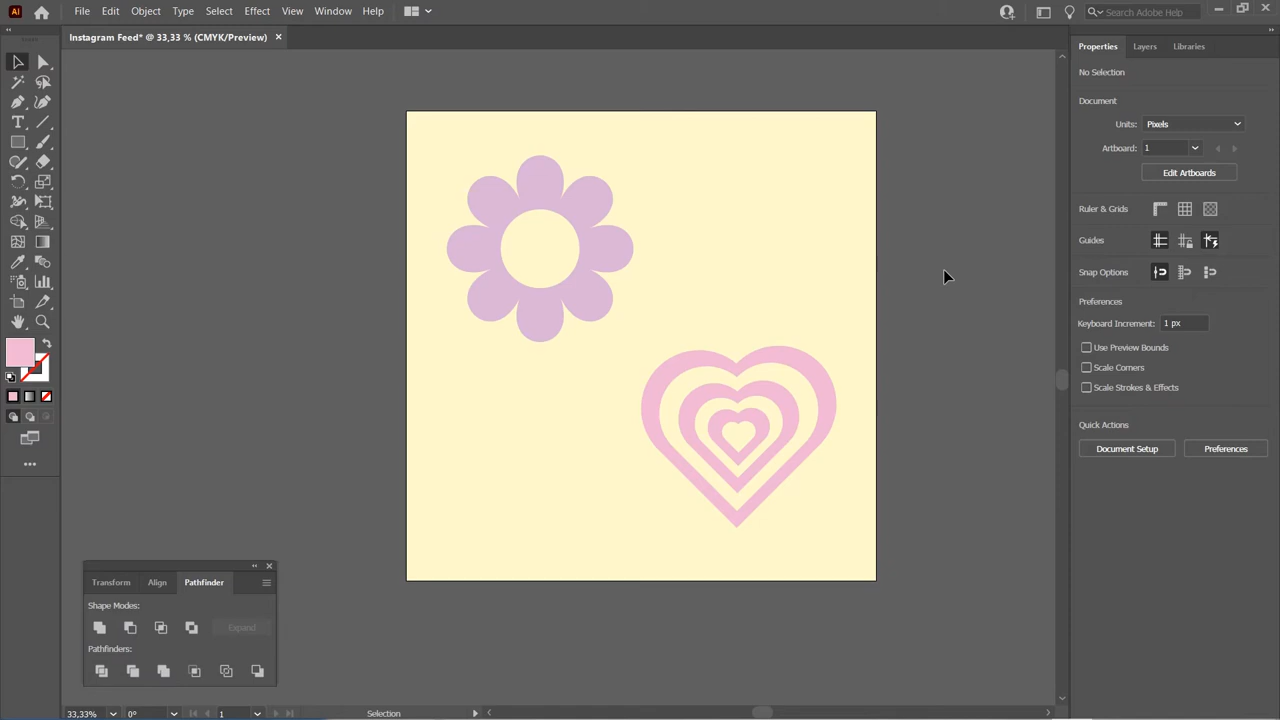 Ai File Edit Object Type Select Effect View Window Help Search Adobe Help
Instagram Feed* @ 33,33 % (CMYK/Preview)
Properties Layers Libraries
No Selection
Document
Units: Pixels
Artboard: 1
Edit Artboards
Ruler & Grids
Guides
Snap Options
Preferences
Keyboard Increment: 1 px
Use Preview Bounds
Scale Corners
Scale Strokes & Effects
Quick Actions
Document Setup Preferences
Transform Align Pathfinder
Shape Modes:
Expand
Pathfinders:
33,33% 0° 1 Selection